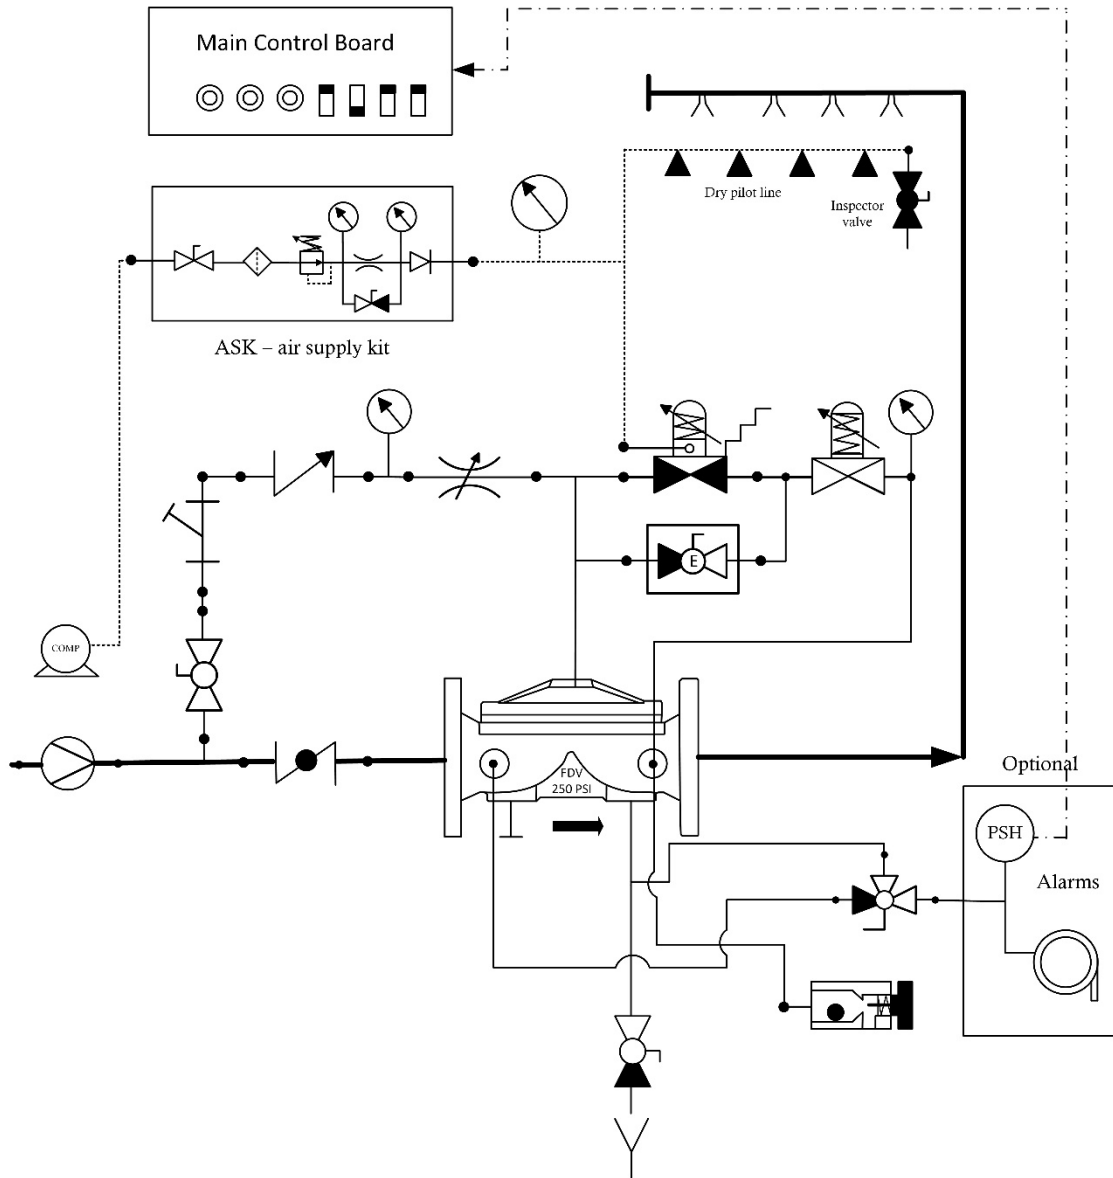 Main Control Board
Dry pilot line
Inspector
valve
ASK – air supply kit
E
COMP
FDV
250 PSI
Optional
PSH
Alarms